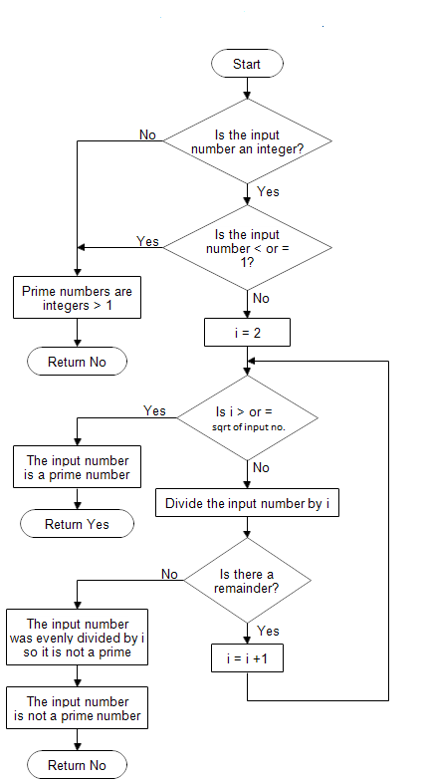 Start
Is the input
number an integer?
No
Yes
Is the input
number < or =
1?
Yes
No
Prime numbers are
integers > 1
Return No
i = 2
Is i > or =
sqrt of input no.
Yes
No
The input number
is a prime number
Return Yes
Divide the input number by i
Is there a
remainder?
No
Yes
The input number
was evenly divided by i
so it is not a prime
i = i +1
The input number
is not a prime number
Return No